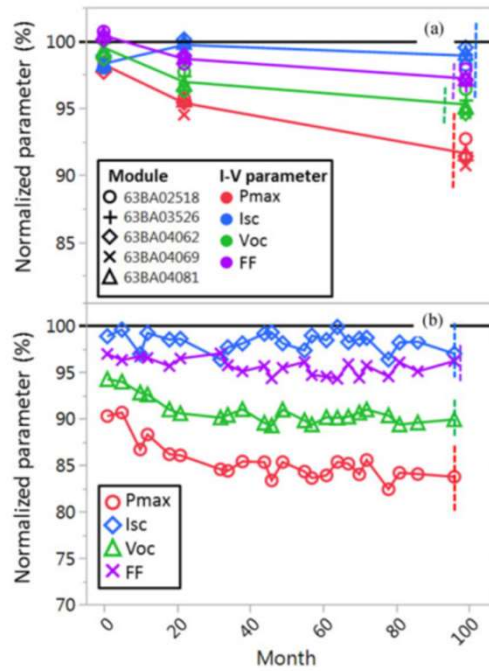 (a)
Normalized parameter (%)
100
95
90
85
Module
63BA02518
63BA03526
63BA04062
63BA04069
63BA04081
I-V parameter
Pmax
Isc
Voc
FF
(b)
Normalized parameter (%)
100
95
90
85
80
75
70
Pmax
Isc
Voc
FF
0 20 40 60 80 100
Month